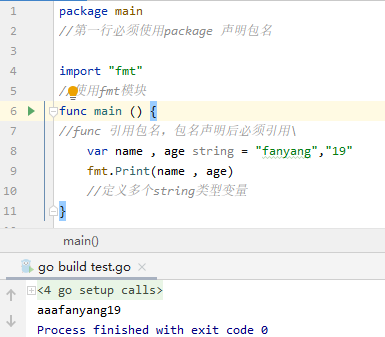 1 package main
2 //第一行必须使用package 声明包名
3
4 import "fmt"
5 //使用fmt模块
6 func main () {
7 //func 引用包名，包名声明后必须引用\
8 var name , age string = "fanyang","19"
9 fmt.Print(name , age)
10 //定义多个string类型变量
11 }
main()
go build test.go
<4 go setup calls>
aaafanyang19
Process finished with exit code 0